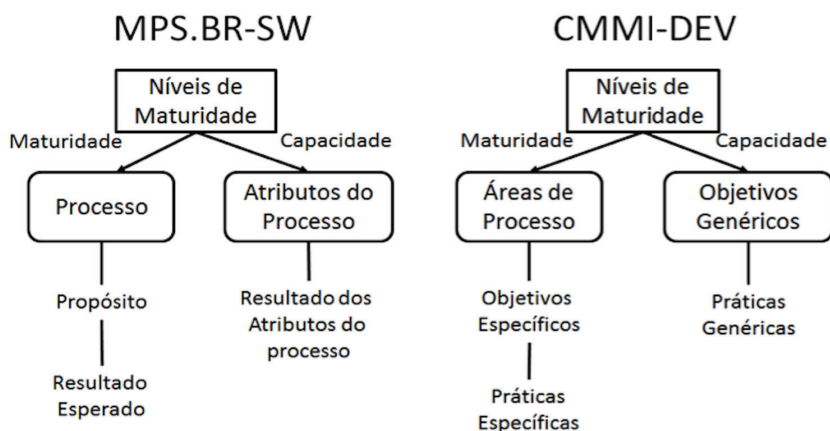 MPS.BR-SW
Níveis de
Maturidade
Maturidade
Capacidade
Processo
Atributos do
Processo
Propósito
Resultado dos
Atributos do
processo
Resultado
Esperado
CMMI-DEV
Níveis de
Maturidade
Maturidade
Capacidade
Áreas de
Processo
Objetivos
Genéricos
Objetivos
Específicos
Práticas
Genéricas
Práticas
Específicas